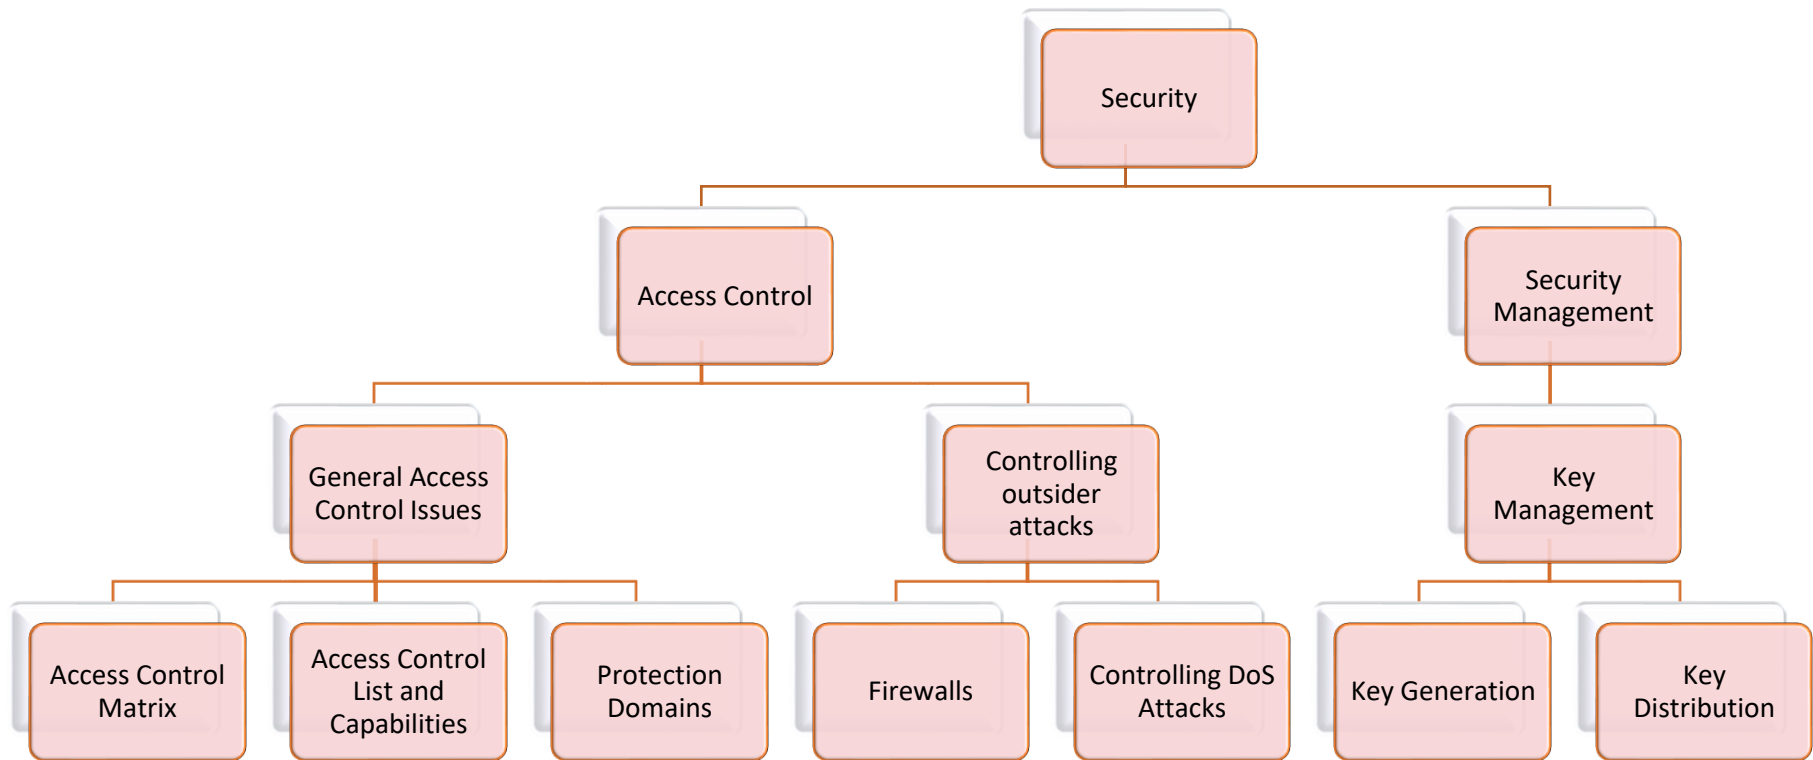 Security
Access Control
Security
Management
General Access
Control Issues
Controlling
outsider
attacks
Key
Management
Access Control
Matrix
Access Control
List and
Capabilities
Protection
Domains
Firewalls
Controlling DoS
Attacks
Key Generation
Key
Distribution